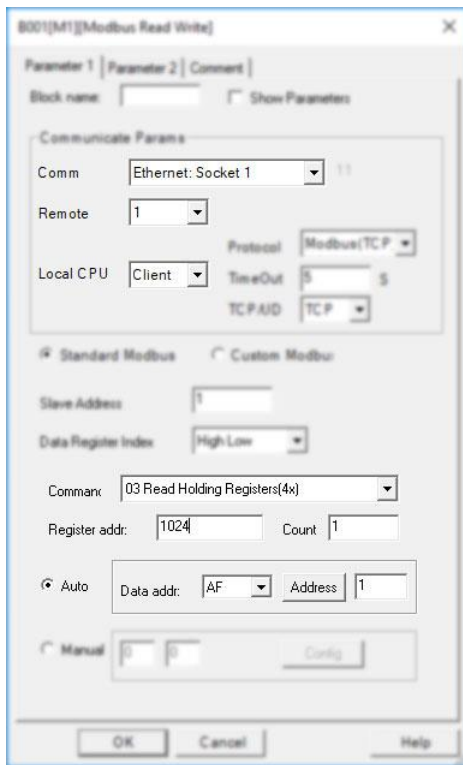 B001[M1][Modbus Read Write]
Parameter 1 Parameter 2 Comment
Block name: Show Parameters
Communicate Params
Comm Ethernet: Socket 1 11
Remote 1
Protocol Modbus(TCP
Local CPU Client TimeOut 5 S
TCP/UD TCP
Standard Modbus Custom Modbu
Slave Address 1
Data Register Index High Low
Comman 03 Read Holding Registers(4x)
Register addr: 1024 Count 1
Auto Data addr: AF Address 1
Manual 0 0 Config
OK Cancel Help